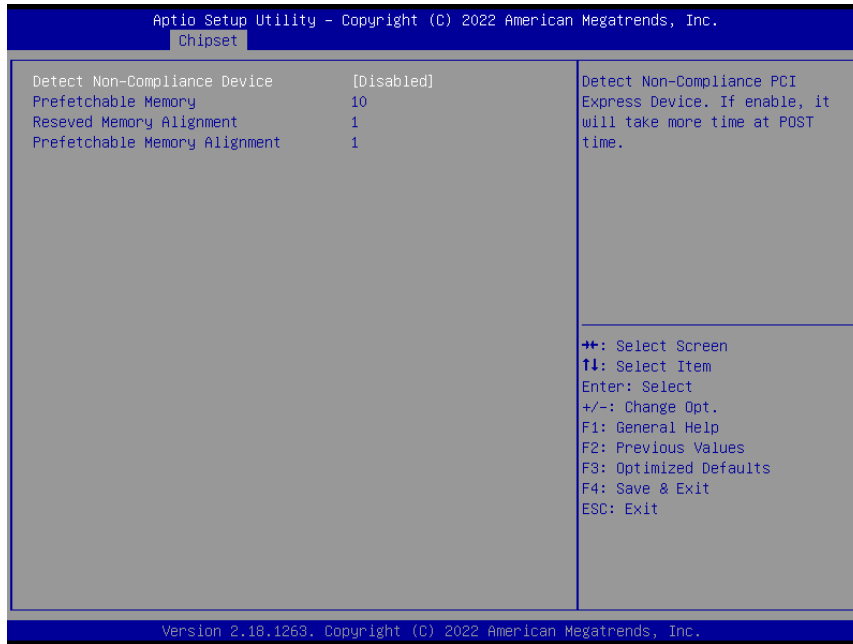 Aptio Setup Utility – Copyright (C) 2022 American Megatrends, Inc.
Chipset
Detect Non-Compliance Device [Disabled]
Prefetchable Memory 10
Reseved Memory Alignment 1
Prefetchable Memory Alignment 1
Detect Non-Compliance PCI
Express Device. If enable, it
will take more time at POST
time.
→←: Select Screen
↑↓: Select Item
Enter: Select
+/-: Change Opt.
F1: General Help
F2: Previous Values
F3: Optimized Defaults
F4: Save & Exit
ESC: Exit
Version 2.18.1263. Copyright (C) 2022 American Megatrends, Inc.